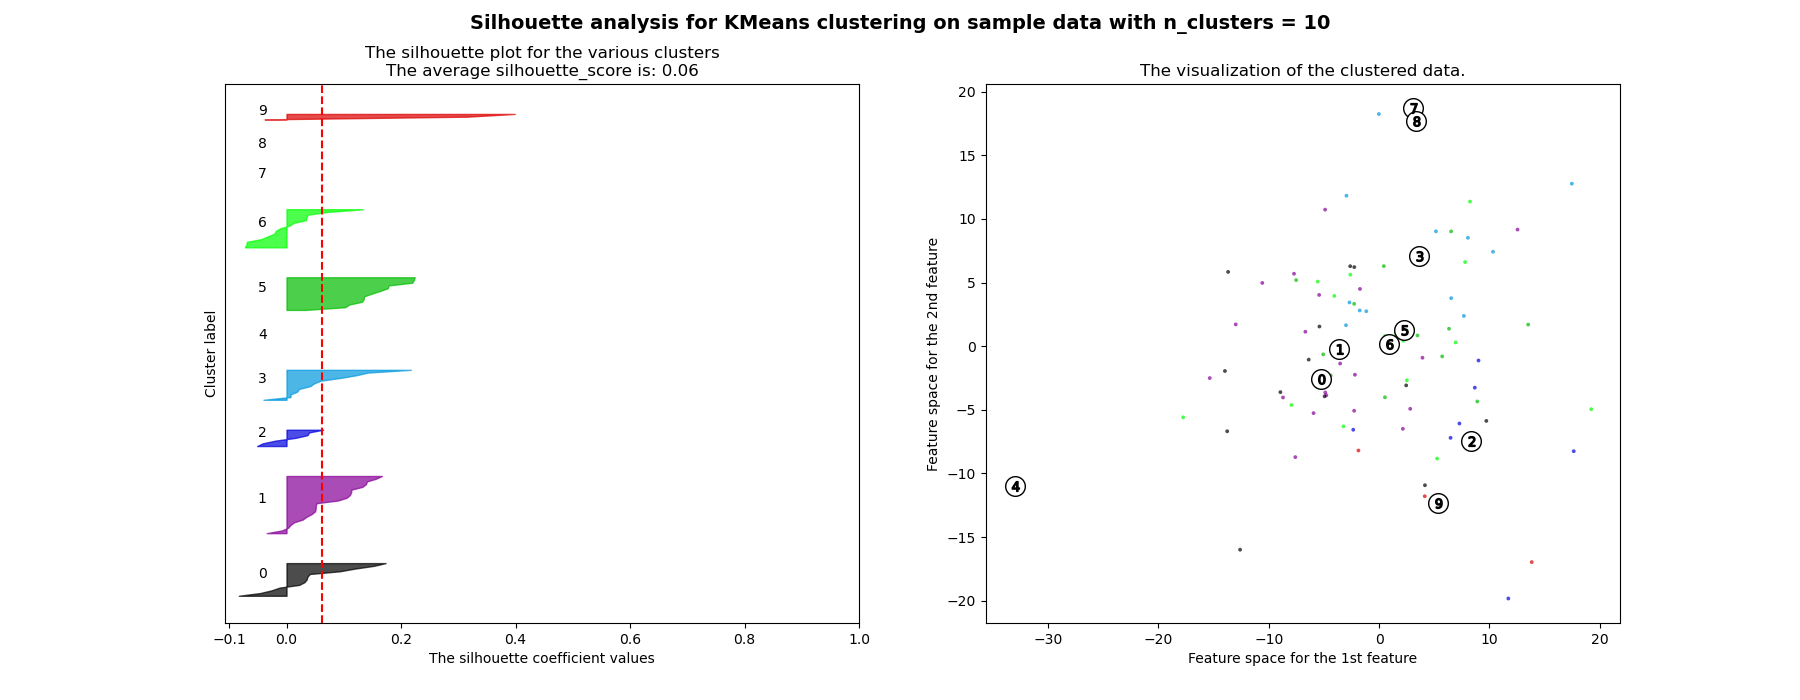 Silhouette analysis for KMeans clustering on sample data with n_clusters = 10
The silhouette plot for the various clusters
The average silhouette_score is: 0.06
9
8
7
6
5
4
3
2
1
0
Cluster label
−0.1 0.0 0.2 0.4 0.6 0.8 1.0
The silhouette coefficient values
The visualization of the clustered data.
20
15
10
5
0
−5
−10
−15
−20
Feature space for the 2nd feature
7
8
3
5
6
1
0
2
4
9
−30 −20 −10 0 10 20
Feature space for the 1st feature